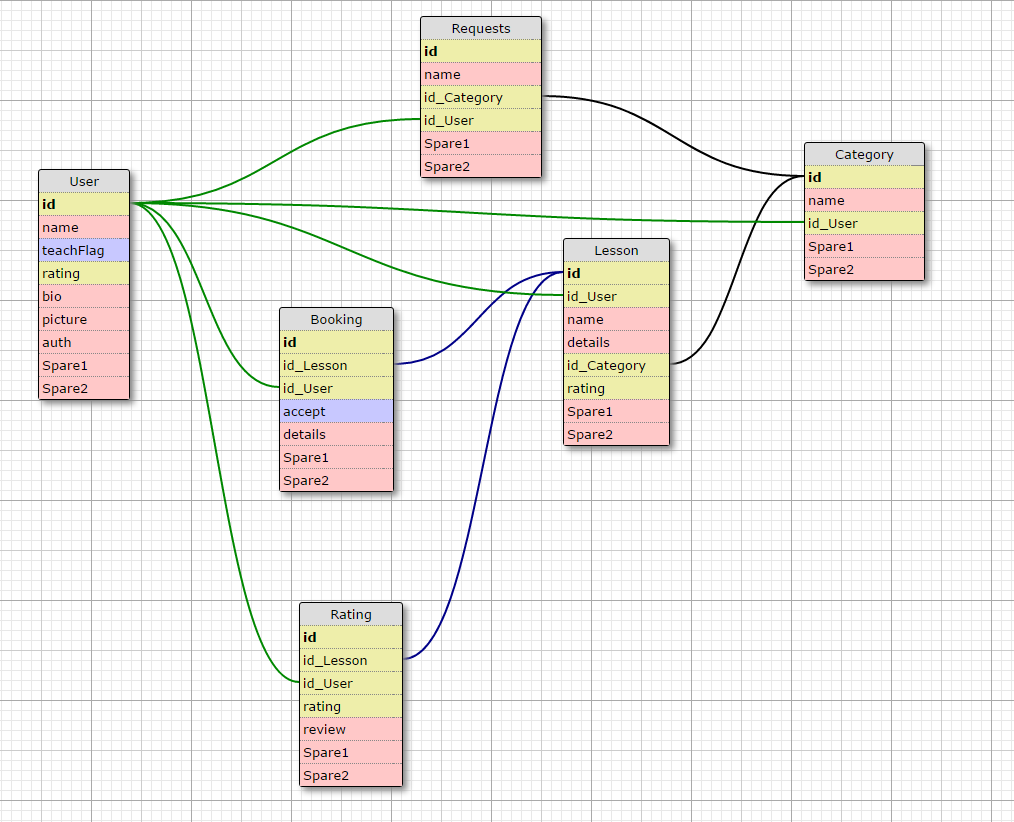 Requests
id
name
id_Category
id_User
Spare1
Spare2
Category
id
name
id_User
Spare1
Spare2
User
id
name
teachFlag
rating
bio
picture
auth
Spare1
Spare2
Lesson
id
id_User
name
details
id_Category
rating
Spare1
Spare2
Booking
id
id_Lesson
id_User
accept
details
Spare1
Spare2
Rating
id
id_Lesson
id_User
rating
review
Spare1
Spare2